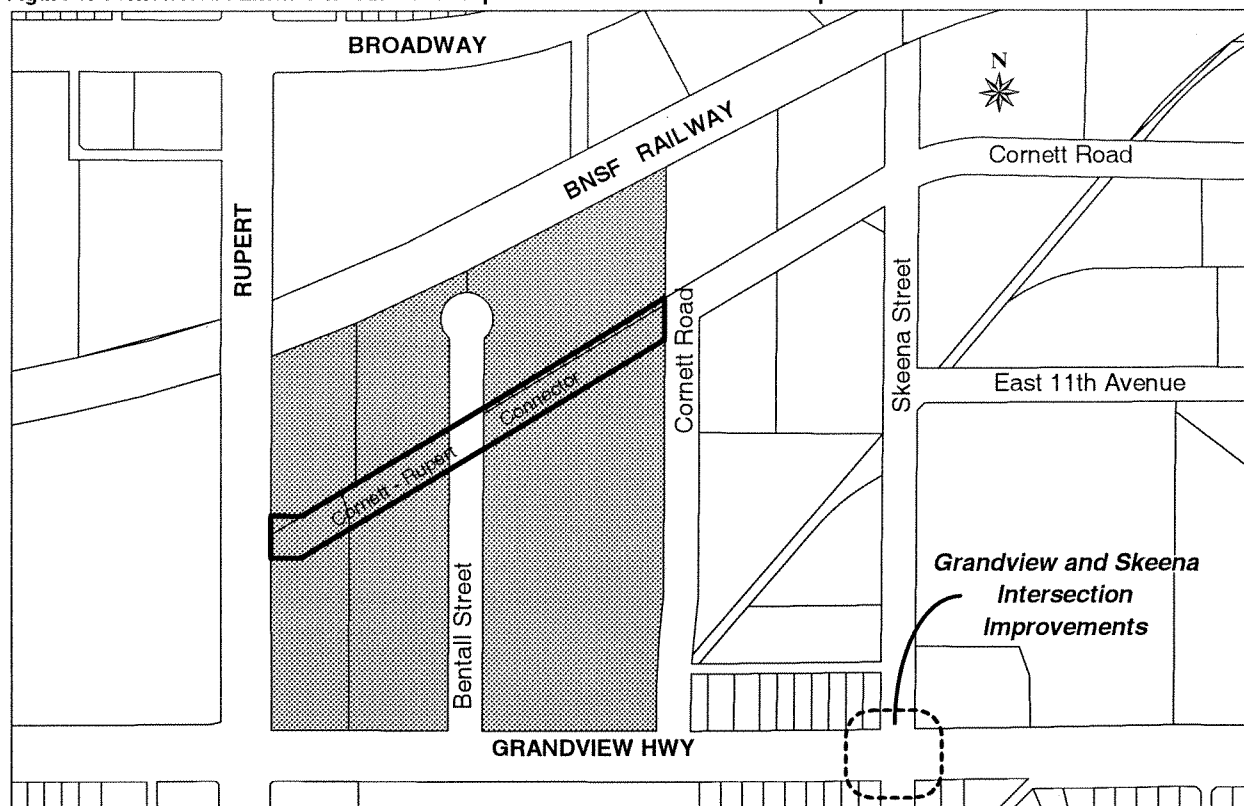 BROADWAY
N
BNSF RAILWAY
Cornett Road
RUPERT
Skeena Street
Cornett Road
East 11th Avenue
Cornett - Rupert Connector
Bentall Street
Grandview and Skeena
Intersection
Improvements
GRANDVIEW HWY